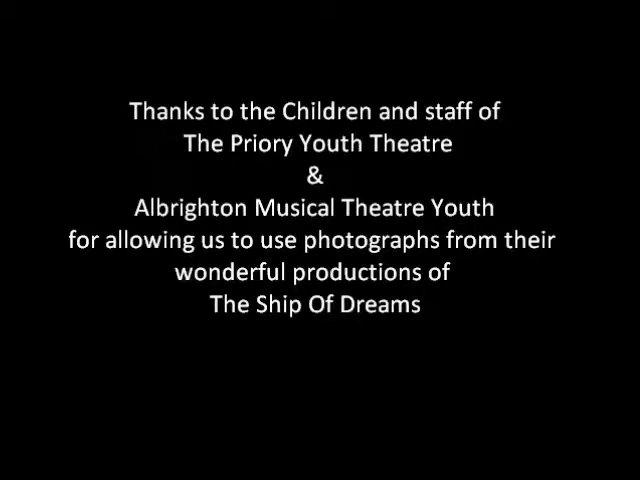 Thanks to the Children and staff of
The Priory Youth Theatre
&
Albrighton Musical Theatre Youth
for allowing us to use photographs from their
wonderful productions of
The Ship Of Dreams